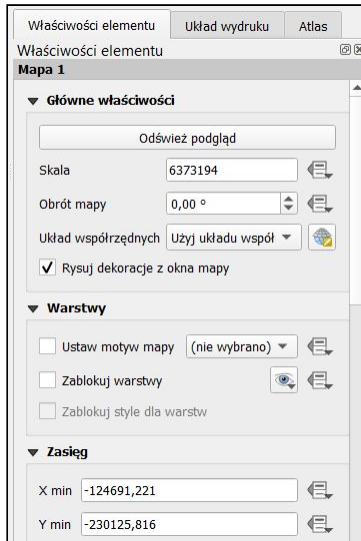 Właściwości elementu Układ wydruku Atlas
Właściwości elementu
Mapa 1
Główne właściwości
Odśwież podgląd
Skala 6373194
Obrót mapy 0,00 °
Układ współrzędnych Użyj układu współ
Rysuj dekoracje z okna mapy
Warstwy
Ustaw motyw mapy (nie wybrano)
Zablokuj warstwy
Zablokuj style dla warstw
Zasięg
X min -124691,221
Y min -230125,816